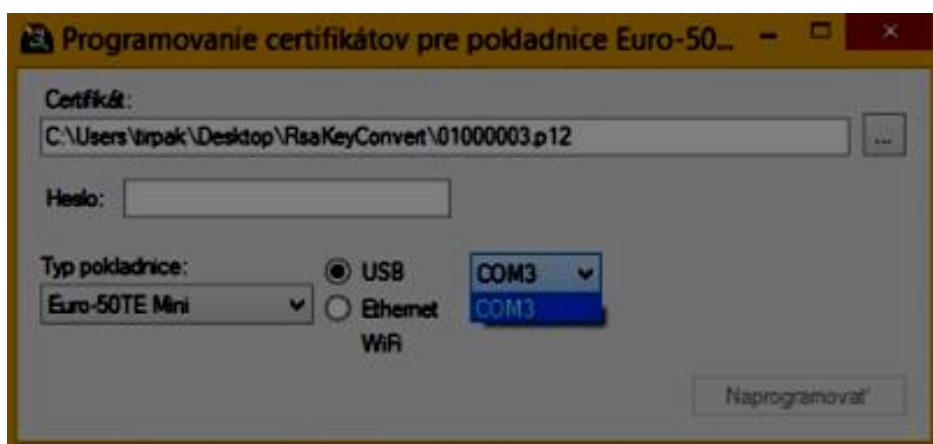 Programovanie certifikátov pre pokladnice Euro-50...
Certifikát:
C:\Users\tirpak\Desktop\RsaKeyConvert\01000003.p12
...
Heslo:
Typ pokladnice:
Euro-50TE Mini
USB
Ethernet
WiFi
COM3
COM3
Naprogramovať